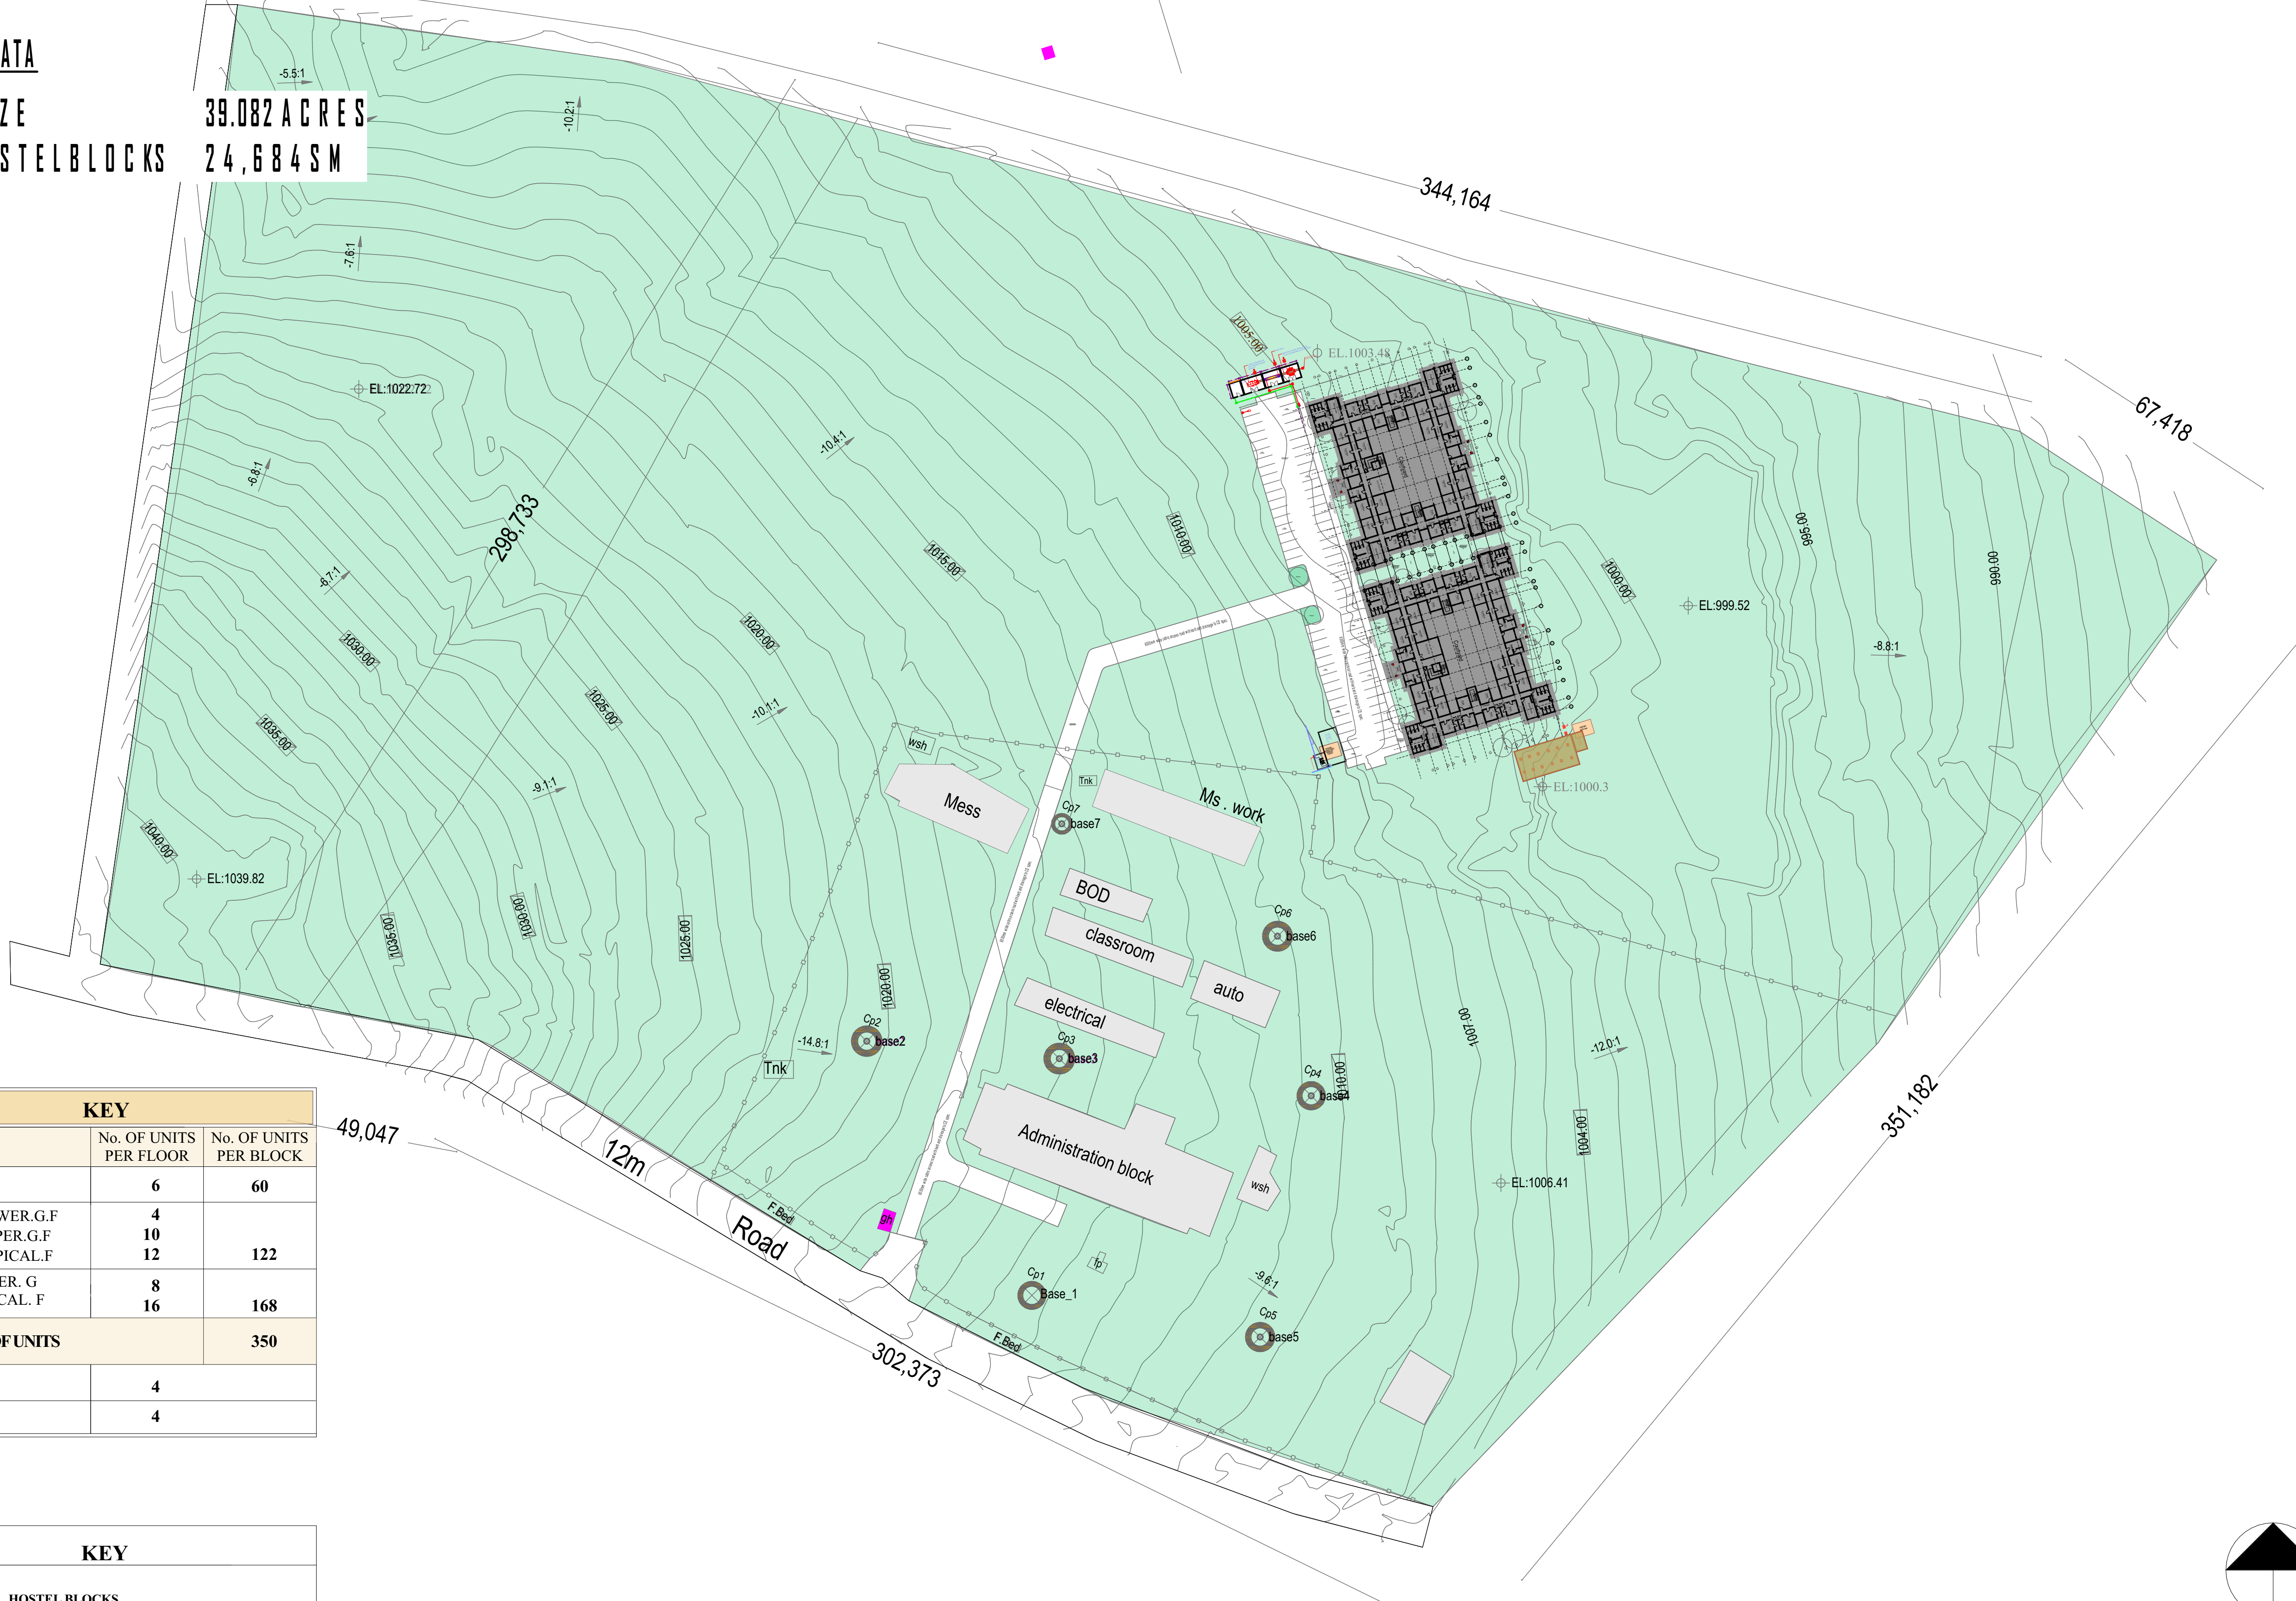 ATA
ZE 39.082 ACRES
STELBLOCKS 24,684SM
344,164
67,418
298,733
351,182
49,047
302,373
12m
Road
-5.5:1
-10.2:1
-7.6:1
-6.8:1
-6.7:1
-10.4:1
-10.1:1
-9.1:1
-14.8:1
-8.8:1
-12.0:1
-9.6:1
EL:1022.72
EL:1039.82
EL.1003.48
EL:999.52
EL:1000.3
EL:1006.41
1005.00
1010.00
1015.00
1020.00
1025.00
1030.00
1035.00
1040.00
1035.00
1030.00
1025.00
1020.00
1000.00
995.00
990.00
1007.00
1010.00
1004.00
Courtyard
Courtyard
wsh
Mess
Tnk
Cp7
base7
Ms . work
BOD
classroom
auto
electrical
Cp6
base6
Cp2
base2
Cp3
base3
Cp4
base4
Tnk
Administration block
wsh
fp
gh
F.Bed
F.Bed
Cp1
Base_1
Cp5
base5
KEY
No. OF UNITS PER FLOOR
No. OF UNITS PER BLOCK
6 60
WER.G.F 4
PER.G.F 10
PICAL.F 12 122
ER. G 8
CAL. F 16 168
OF UNITS 350
4
4
KEY
HOSTEL BLOCKS